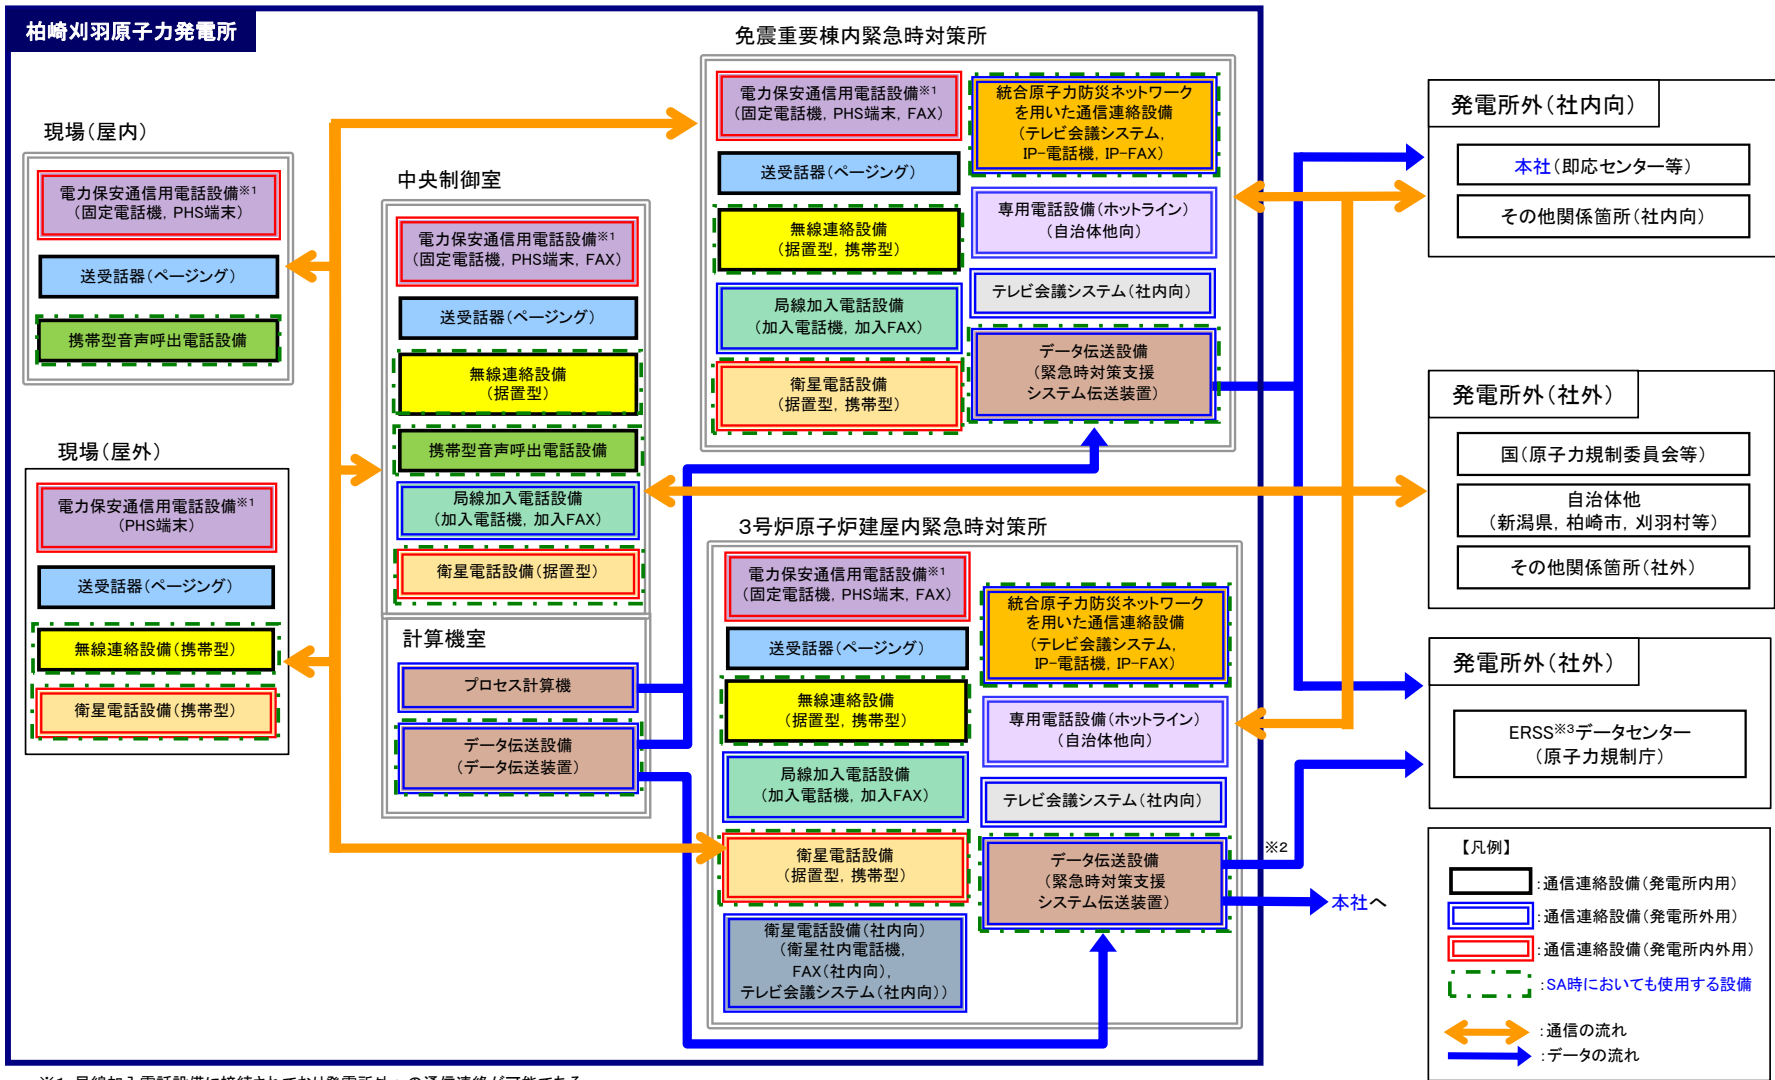 柏崎刈羽原子力発電所
現場(屋内)
電力保安通信用電話設備※1
(固定電話機, PHS端末)
送受話器(ページング)
携帯型音声呼出電話設備
現場(屋外)
電力保安通信用電話設備※1
(PHS端末)
送受話器(ページング)
無線連絡設備(携帯型)
衛星電話設備(携帯型)
中央制御室
電力保安通信用電話設備※1
(固定電話機, PHS端末, FAX)
送受話器(ページング)
無線連絡設備
(据置型)
携帯型音声呼出電話設備
局線加入電話設備
(加入電話機, 加入FAX)
衛星電話設備(据置型)
計算機室
プロセス計算機
データ伝送設備
(データ伝送装置)
免震重要棟内緊急時対策所
電力保安通信用電話設備※1
(固定電話機, PHS端末, FAX)
送受話器(ページング)
無線連絡設備
(据置型, 携帯型)
局線加入電話設備
(加入電話機, 加入FAX)
衛星電話設備
(据置型, 携帯型)
統合原子力防災ネットワーク
を用いた通信連絡設備
(テレビ会議システム,
IP-電話機, IP-FAX)
専用電話設備(ホットライン)
(自治体他向)
テレビ会議システム(社内向)
データ伝送設備
(緊急時対策支援
システム伝送装置)
3号炉原子炉建屋内緊急時対策所
電力保安通信用電話設備※1
(固定電話機, PHS端末, FAX)
送受話器(ページング)
無線連絡設備
(据置型, 携帯型)
局線加入電話設備
(加入電話機, 加入FAX)
衛星電話設備
(据置型, 携帯型)
衛星電話設備(社内向)
(衛星社内電話機,
FAX(社内向),
テレビ会議システム(社内向))
統合原子力防災ネットワーク
を用いた通信連絡設備
(テレビ会議システム,
IP-電話機, IP-FAX)
専用電話設備(ホットライン)
(自治体他向)
テレビ会議システム(社内向)
データ伝送設備
(緊急時対策支援
システム伝送装置)
※2
本社へ
発電所外(社内向)
本社(即応センター等)
その他関係箇所(社内向)
発電所外(社外)
国(原子力規制委員会等)
自治体他
(新潟県, 柏崎市, 刈羽村等)
その他関係箇所(社外)
発電所外(社外)
ERSS※3データセンター
(原子力規制庁)
【凡例】
:通信連絡設備(発電所内用)
:通信連絡設備(発電所外用)
:通信連絡設備(発電所内外用)
:SA時においても使用する設備
:通信の流れ
:データの流れ